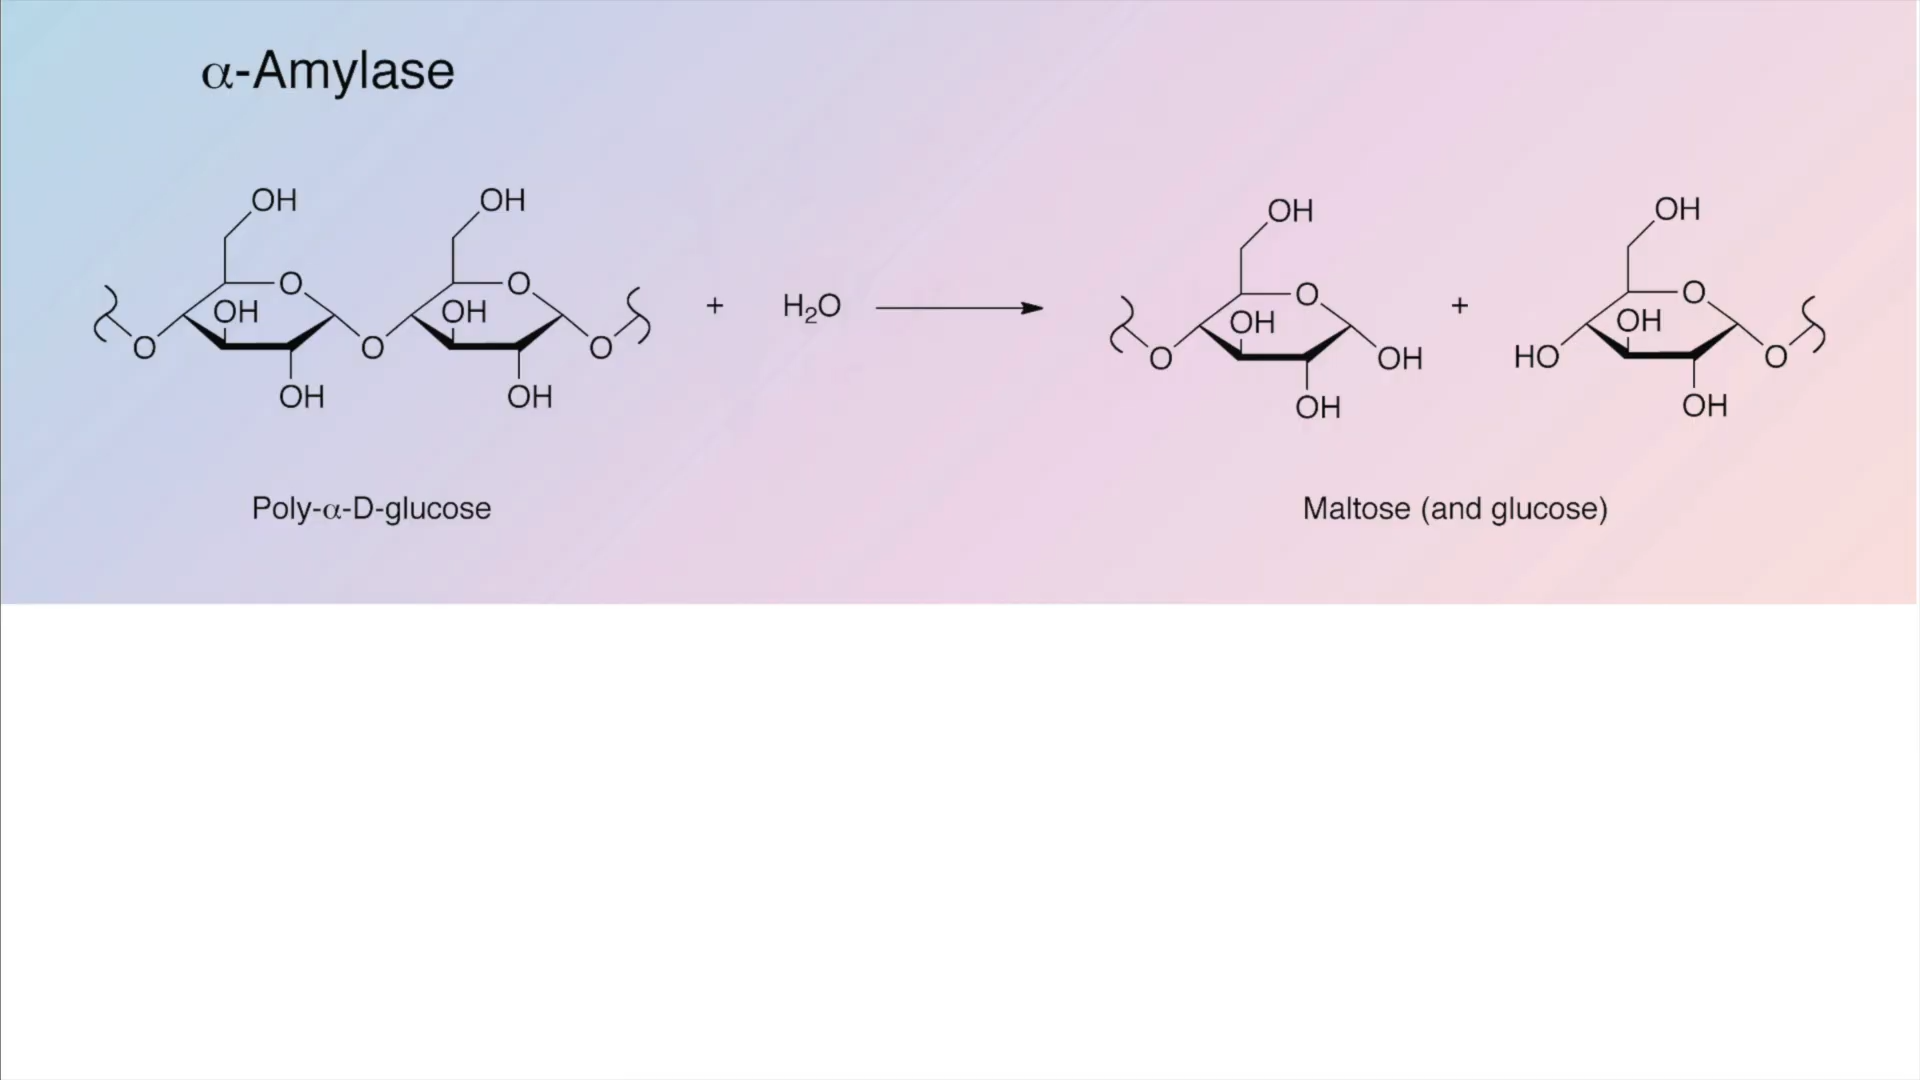 α-Amylase
OH
OH
O
O
OH
OH
O
O
O
OH
OH
+
H₂O
OH
O
OH
O
OH
OH
+
OH
O
OH
HO
O
OH
Poly-α-D-glucose
Maltose (and glucose)